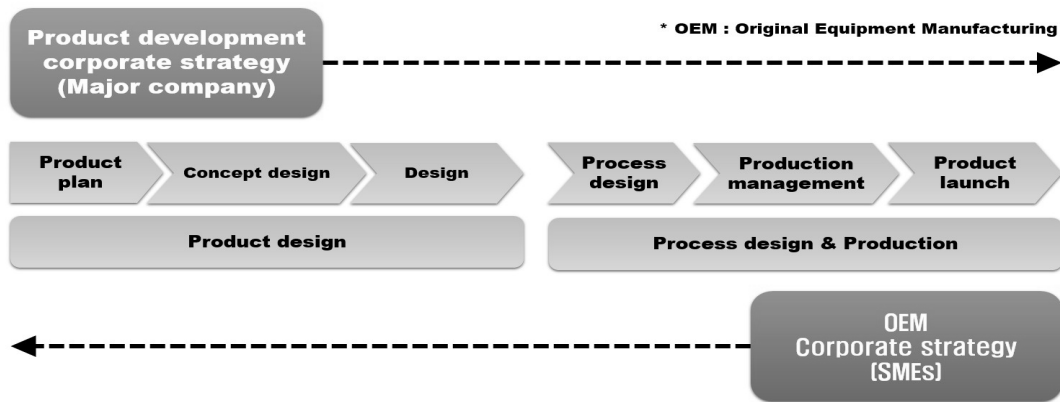 Product development
corporate strategy
(Major company)
* OEM : Original Equipment Manufacturing
Product
plan
Concept design
Design
Process
design
Production
management
Product
launch
Product design
Process design & Production
OEM
Corporate strategy
(SMEs)